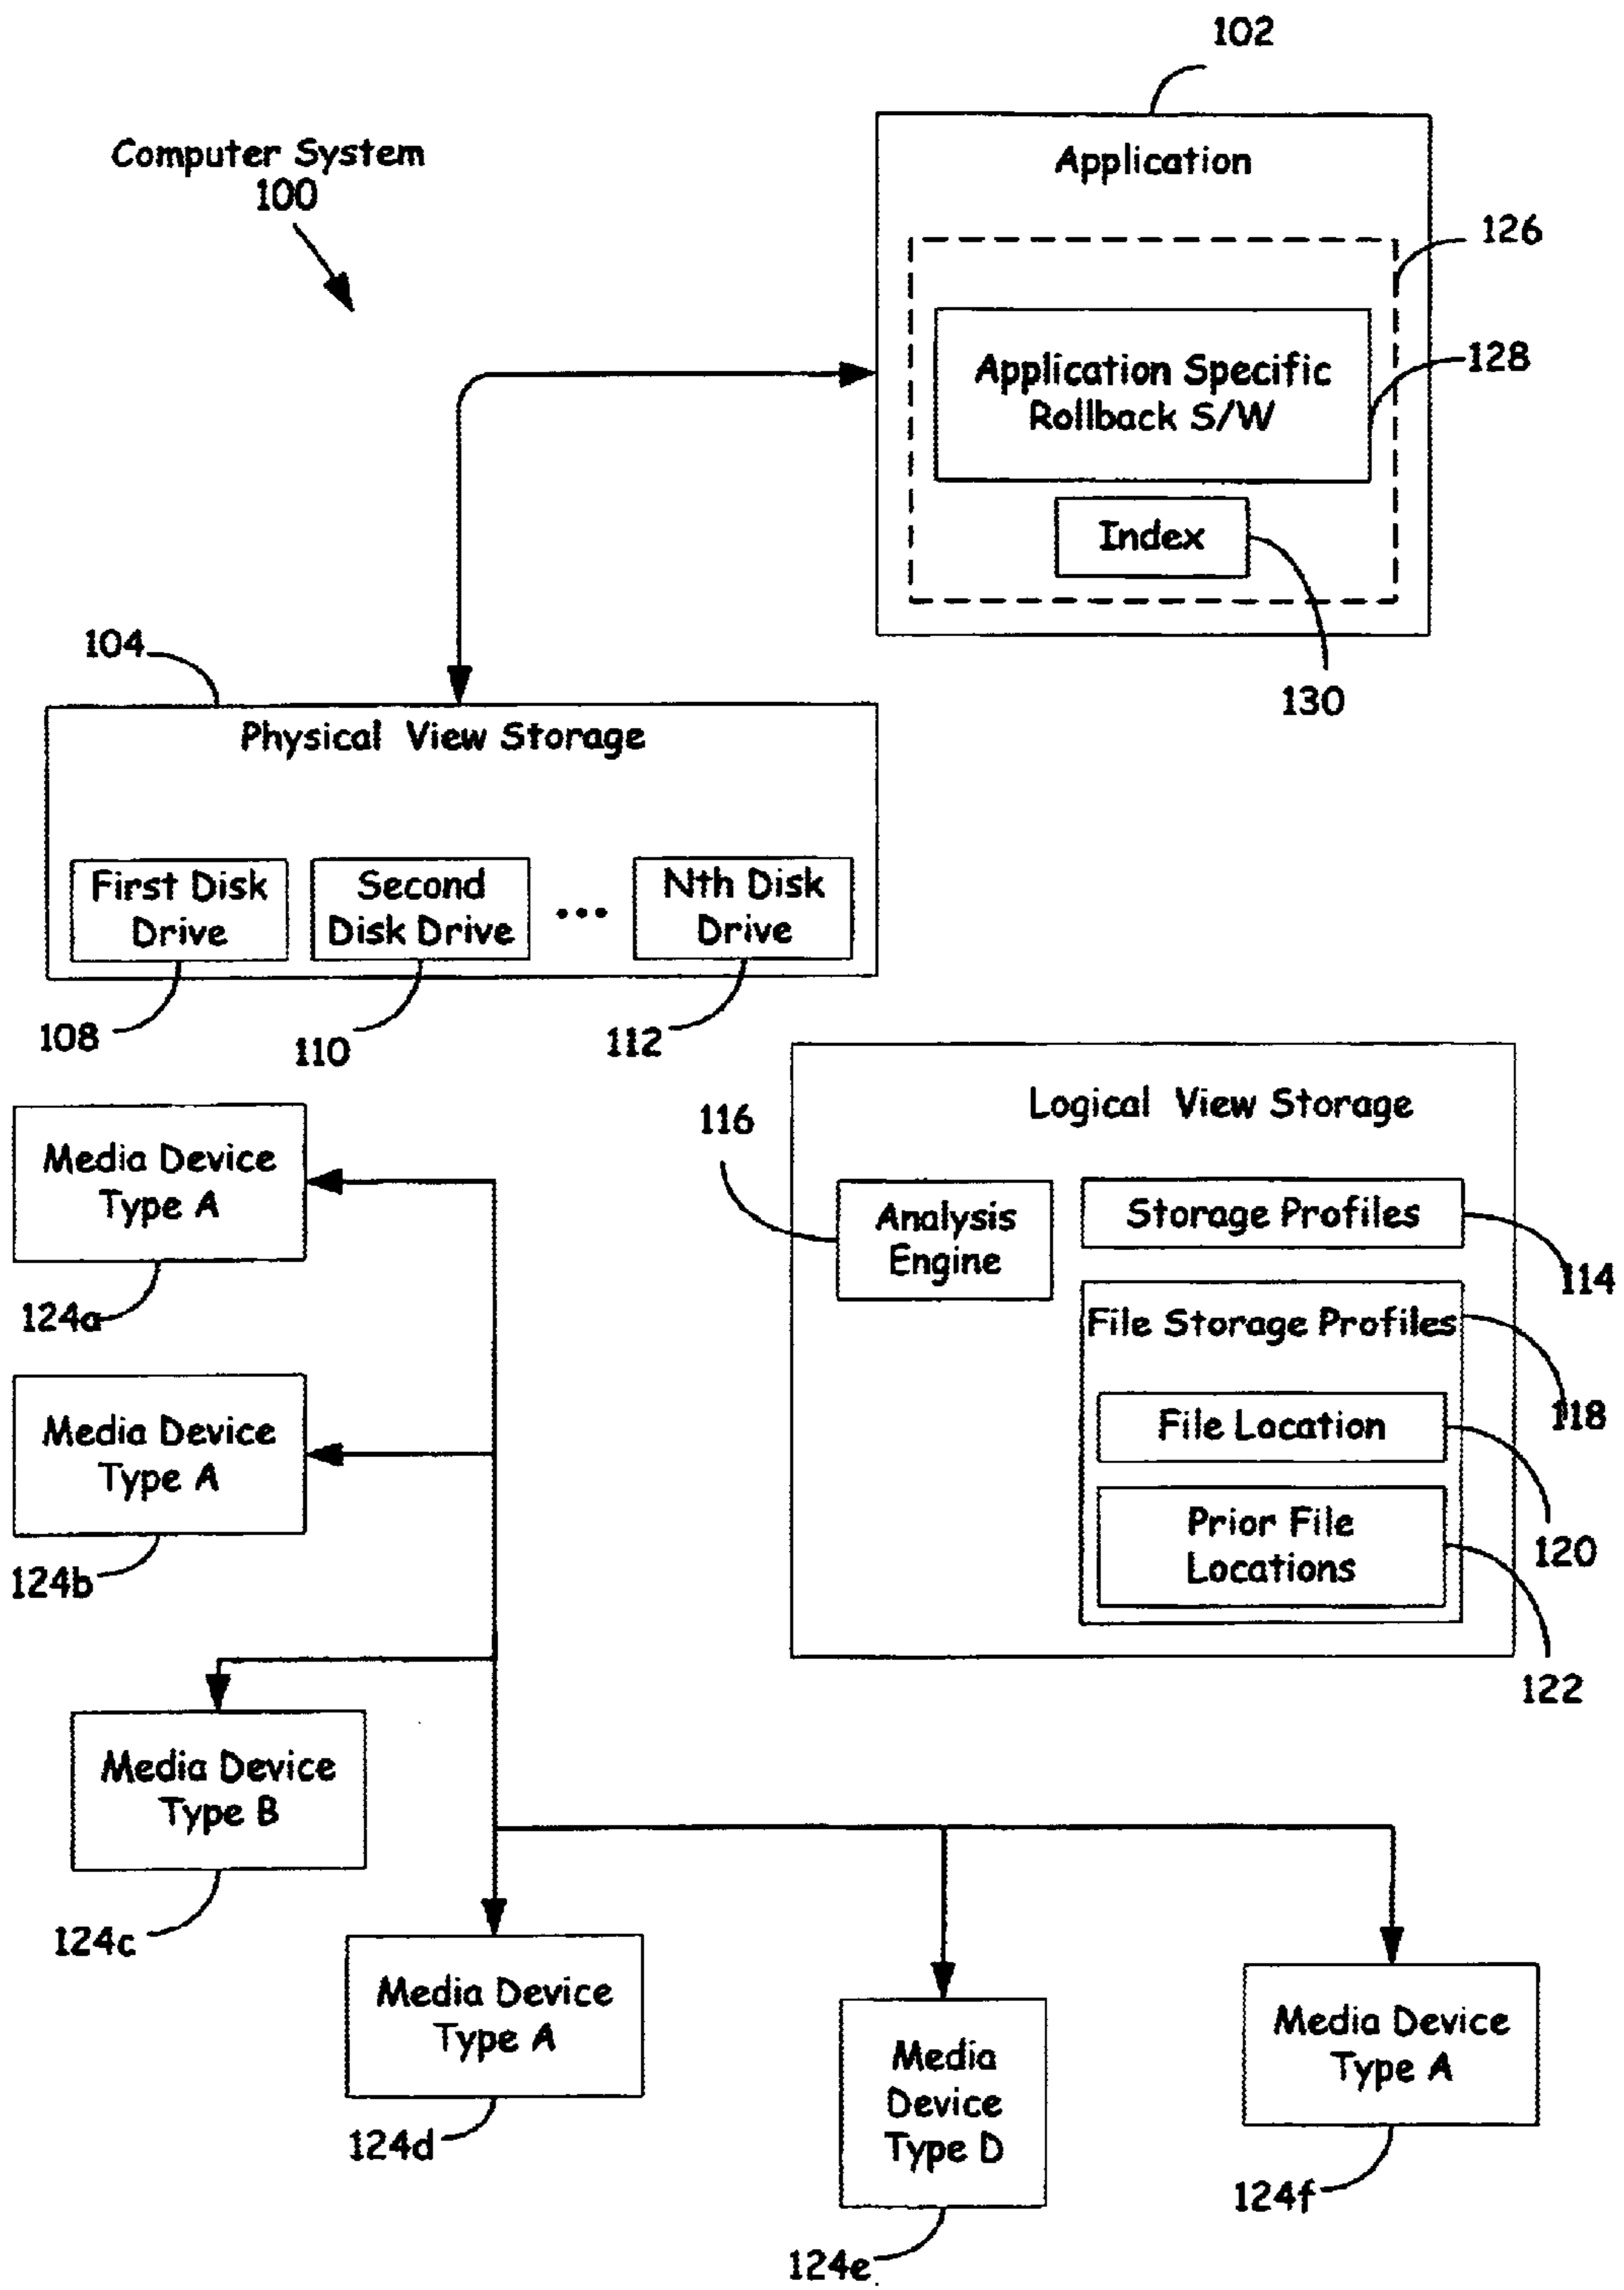 102
Computer System
100
Application
126
Application Specific
Rollback S/W
128
Index
130
104
Physical View Storage
First Disk
Drive
Second
Disk Drive
•••
Nth Disk
Drive
108
110
112
Logical View Storage
116
Analysis
Engine
Storage Profiles
114
File Storage Profiles
118
File Location
120
Prior File
Locations
122
Media Device
Type A
124a
Media Device
Type A
124b
Media Device
Type B
124c
Media Device
Type A
124d
Media
Device
Type D
124e
Media Device
Type A
124f